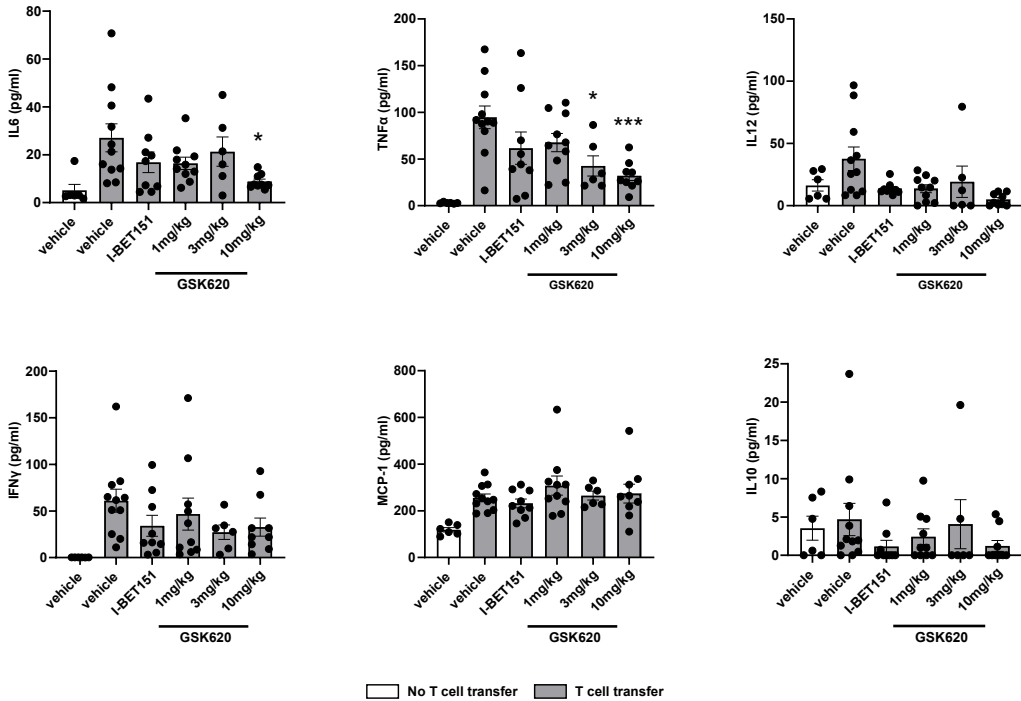 IL6 (pg/ml)
80
60
40
20
0
*
vehicle
vehicle
I-BET151
1mg/kg
3mg/kg
10mg/kg
GSK620
TNFα (pg/ml)
200
150
100
50
0
*
***
vehicle
vehicle
I-BET151
1mg/kg
3mg/kg
10mg/kg
GSK620
IL12 (pg/ml)
150
100
50
0
vehicle
vehicle
I-BET151
1mg/kg
3mg/kg
10mg/kg
GSK620
IFNγ (pg/ml)
200
150
100
50
0
vehicle
vehicle
I-BET151
1mg/kg
3mg/kg
10mg/kg
GSK620
MCP-1 (pg/ml)
800
600
400
200
0
vehicle
vehicle
I-BET151
1mg/kg
3mg/kg
10mg/kg
GSK620
IL10 (pg/ml)
25
20
15
10
5
0
vehicle
vehicle
I-BET151
1mg/kg
3mg/kg
10mg/kg
GSK620
No T cell transfer
T cell transfer